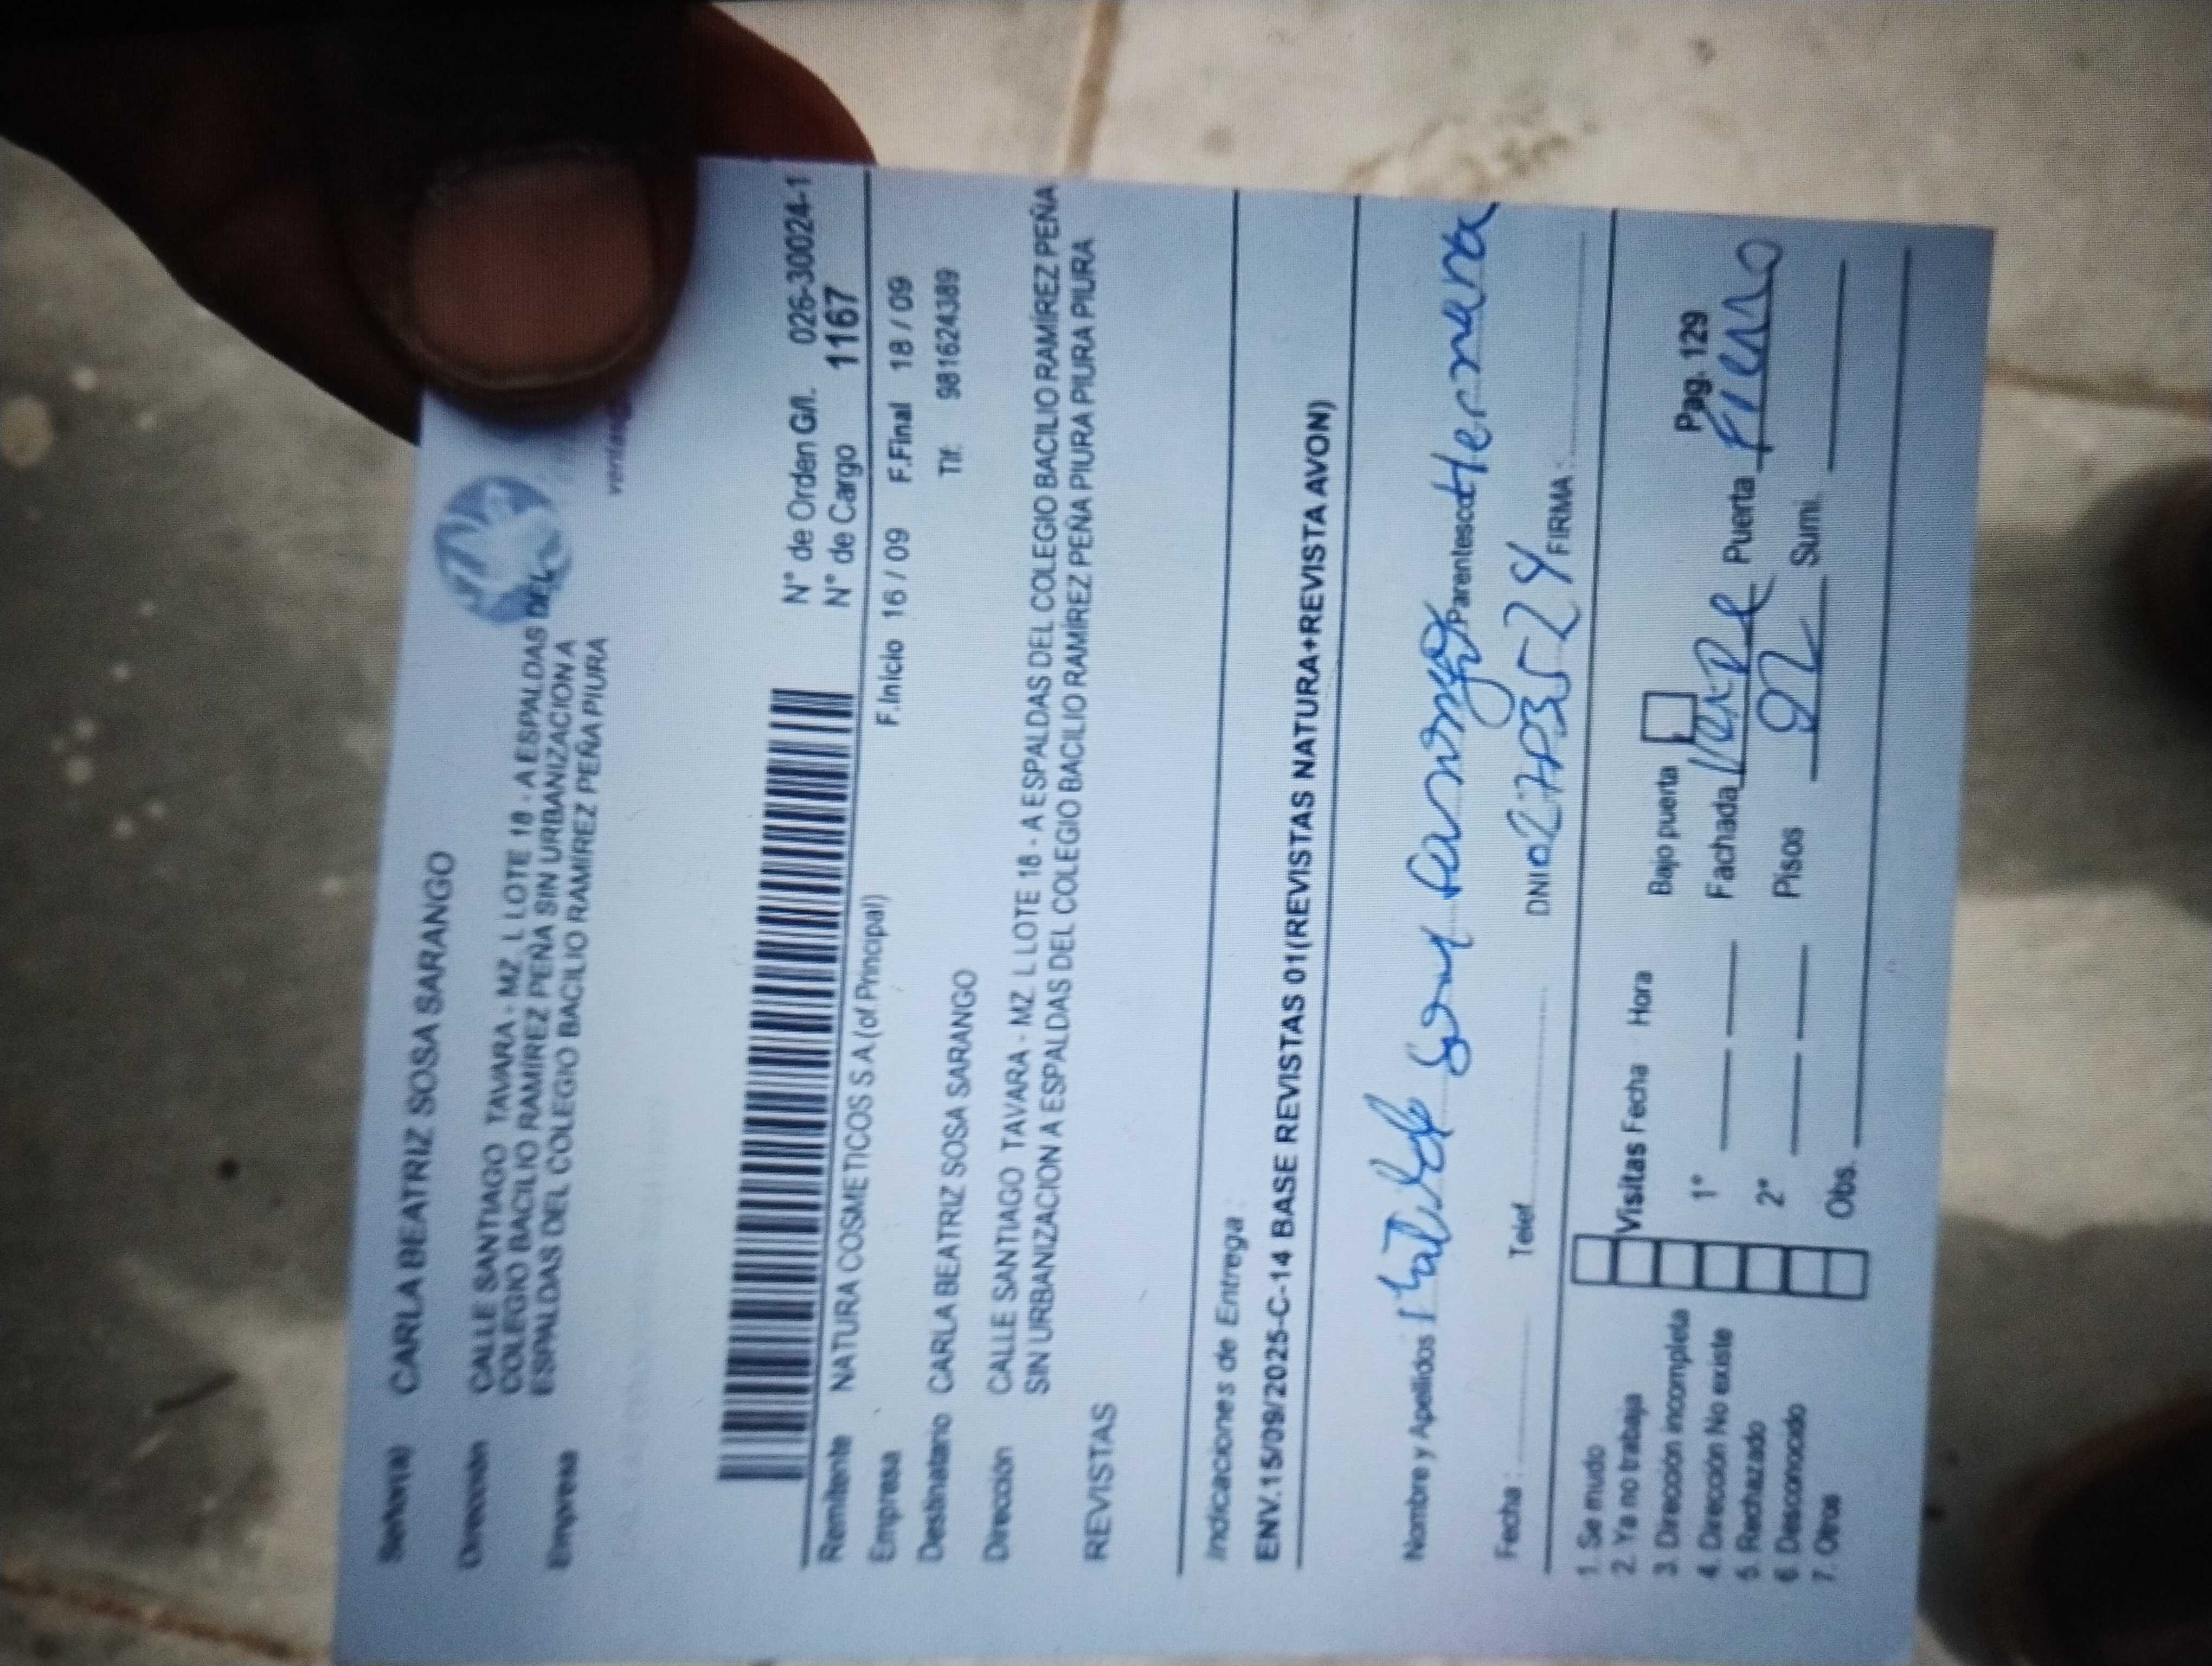 Señor(a) CARLA BEATRIZ SOSA SARANGO
Dirección CALLE SANTIAGO TAVARA - MZ. L LOTE 18 - A ESPALDAS DEL
COLEGIO BACILIO RAMÍREZ PEÑA SIN URBANIZACION A
Empresa ESPALDAS DEL COLEGIO BACILIO RAMÍREZ PEÑA PIURA
N° de Orden G/I. 026-30024-1
N° de Cargo 1167
Remitente NATURA COSMETICOS S.A.(of.Principal)
Empresa F.Inicio 16 / 09 F.Final 18 / 09
Destinatario CARLA BEATRIZ SOSA SARANGO Tlf: 981624389
Dirección CALLE SANTIAGO TAVARA - MZ. L LOTE 18 - A ESPALDAS DEL COLEGIO BACILIO RAMÍREZ PEÑA
SIN URBANIZACION A ESPALDAS DEL COLEGIO BACILIO RAMÍREZ PEÑA PIURA PIURA PIURA
REVISTAS
Indicaciones de Entrega :
ENV.15/09/2025-C-14 BASE REVISTAS 01(REVISTAS NATURA+REVISTA AVON)
Nombre y Apellidos Parentesco Hermana
Fecha : Telef. DNI FIRMA :
1. Se mudo
2. Ya no trabaja Visitas Fecha Hora Bajo puerta Pag. 129
3. Dirección incompleta
4. Dirección No existe 1° Fachada Verde Puerta Fierro
5. Rechazado
6. Desconocido 2° Pisos 02 Sumi.
7. Otros Obs.